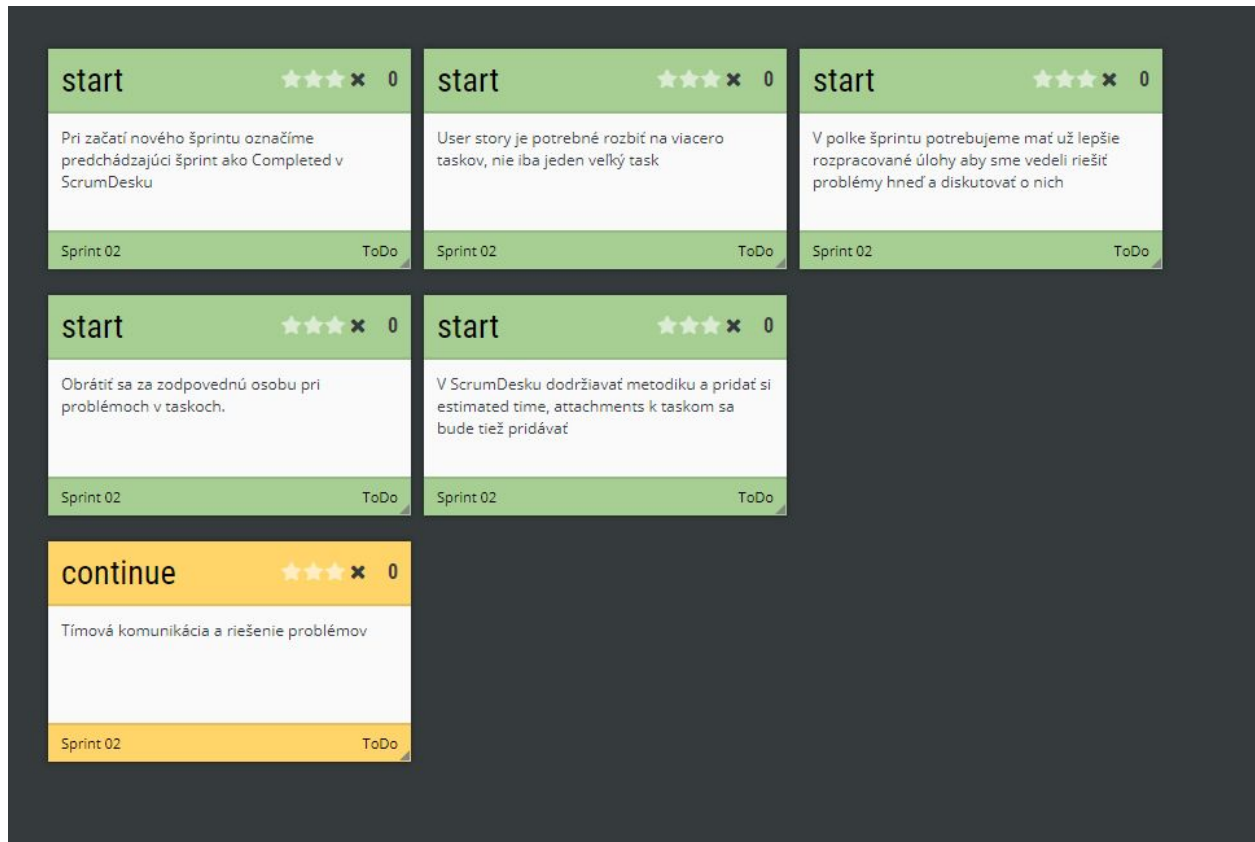 start 0
Pri začatí nového šprintu označíme
predchádzajúci šprint ako Completed v
ScrumDesku
Sprint 02 ToDo
start 0
User story je potrebné rozbiť na viacero
taskov, nie iba jeden veľký task
Sprint 02 ToDo
start 0
V polke šprintu potrebujeme mať už lepšie
rozpracované úlohy aby sme vedeli riešiť
problémy hneď a diskutovať o nich
Sprint 02 ToDo
start 0
Obrátiť sa za zodpovednú osobu pri
problémoch v taskoch.
Sprint 02 ToDo
start 0
V ScrumDesku dodržiavať metodiku a pridať si
estimated time, attachments k taskom sa
bude tiež pridávať
Sprint 02 ToDo
continue 0
Tímová komunikácia a riešenie problémov
Sprint 02 ToDo